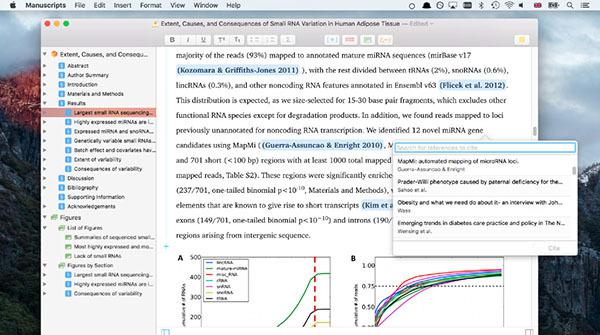 Manuscripts File Edit Insert Format View Window Help
Extent, Causes, and Consequences of Small RNA Variation in Human Adipose Tissue — Edited
B I U
Extent, Causes, and Consequ...
Abstract
Author Summary
Introduction
Materials and Methods
Results
Largest small RNA sequencing...
Highly expressed miRNAs are i...
Expressed miRNA and snoRNA...
Genetically variable small RNAs...
Batch effect and covariates hav...
Extent of variability
Consequences of variability
Discussion
Bibliography
Supporting Information
Acknowledgements
Figures
List of Figures
Summaries of sequenced smal...
Most highly expressed and mo...
Lack of small RNAs
Figures by Section
Largest small RNA sequencing...
Highly expressed miRNAs are i...
Consequences of variability
majority of the reads (93%) mapped to annotated mature miRNA sequences (mirBase v17
(Kozomara & Griffiths-Jones 2011) ), with the rest divided between rRNAs (2%), snoRNAs (0.6%),
lincRNAs (0.3%), and other noncoding RNA features annotated in Ensembl v63 (Flicek et al. 2012).
This distribution is expected, as we size-selected for 15-30 base pair fragments, which excludes other
functional RNA species except for degradation products. In addition, we found reads mapped to loci
previously unannotated for noncoding RNA transcription. We identified 12 novel miRNA gene
candidates using MapMi ( (Guerra-Assuncao & Enright 2010), M
and 701 short (<100 bp) regions with at least 1000 total mapped
mapped reads, Table S2). These regions were significantly enriche
(237/701, one-tailed binomial p<10⁻¹⁰, Materials and Methods),
elements that are known to give rise to short transcripts (Kim et a
exons (149/701, one-tailed binomial p<10⁻¹⁰) and introns (190/
regions arising from intergenic sequence.
Search for references to cite
MapMi: automated mapping of microRNA loci.
Guerra-Assuncao & Enright
Prader-Willi phenotype caused by paternal deficiency for the...
Sahoo et al.
Obesity and what we need do about it- an interview with Joh...
Wass
Emerging trends in diabetes care practice and policy in The N...
Wensing et al.
Cite
A
500
400
300
200
lincRNA
mature-miRNA
misc_RNA
rRNA
snRNA
snoRNA
tRNA
B
1.00
0.75
0.50